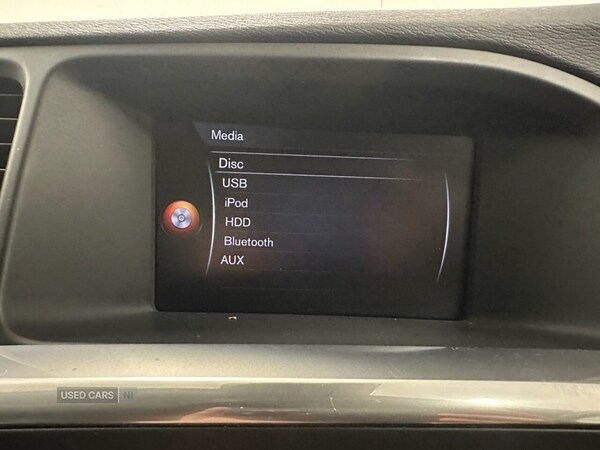 Media
Disc
USB
iPod
HDD
Bluetooth
AUX
USED CARS NI